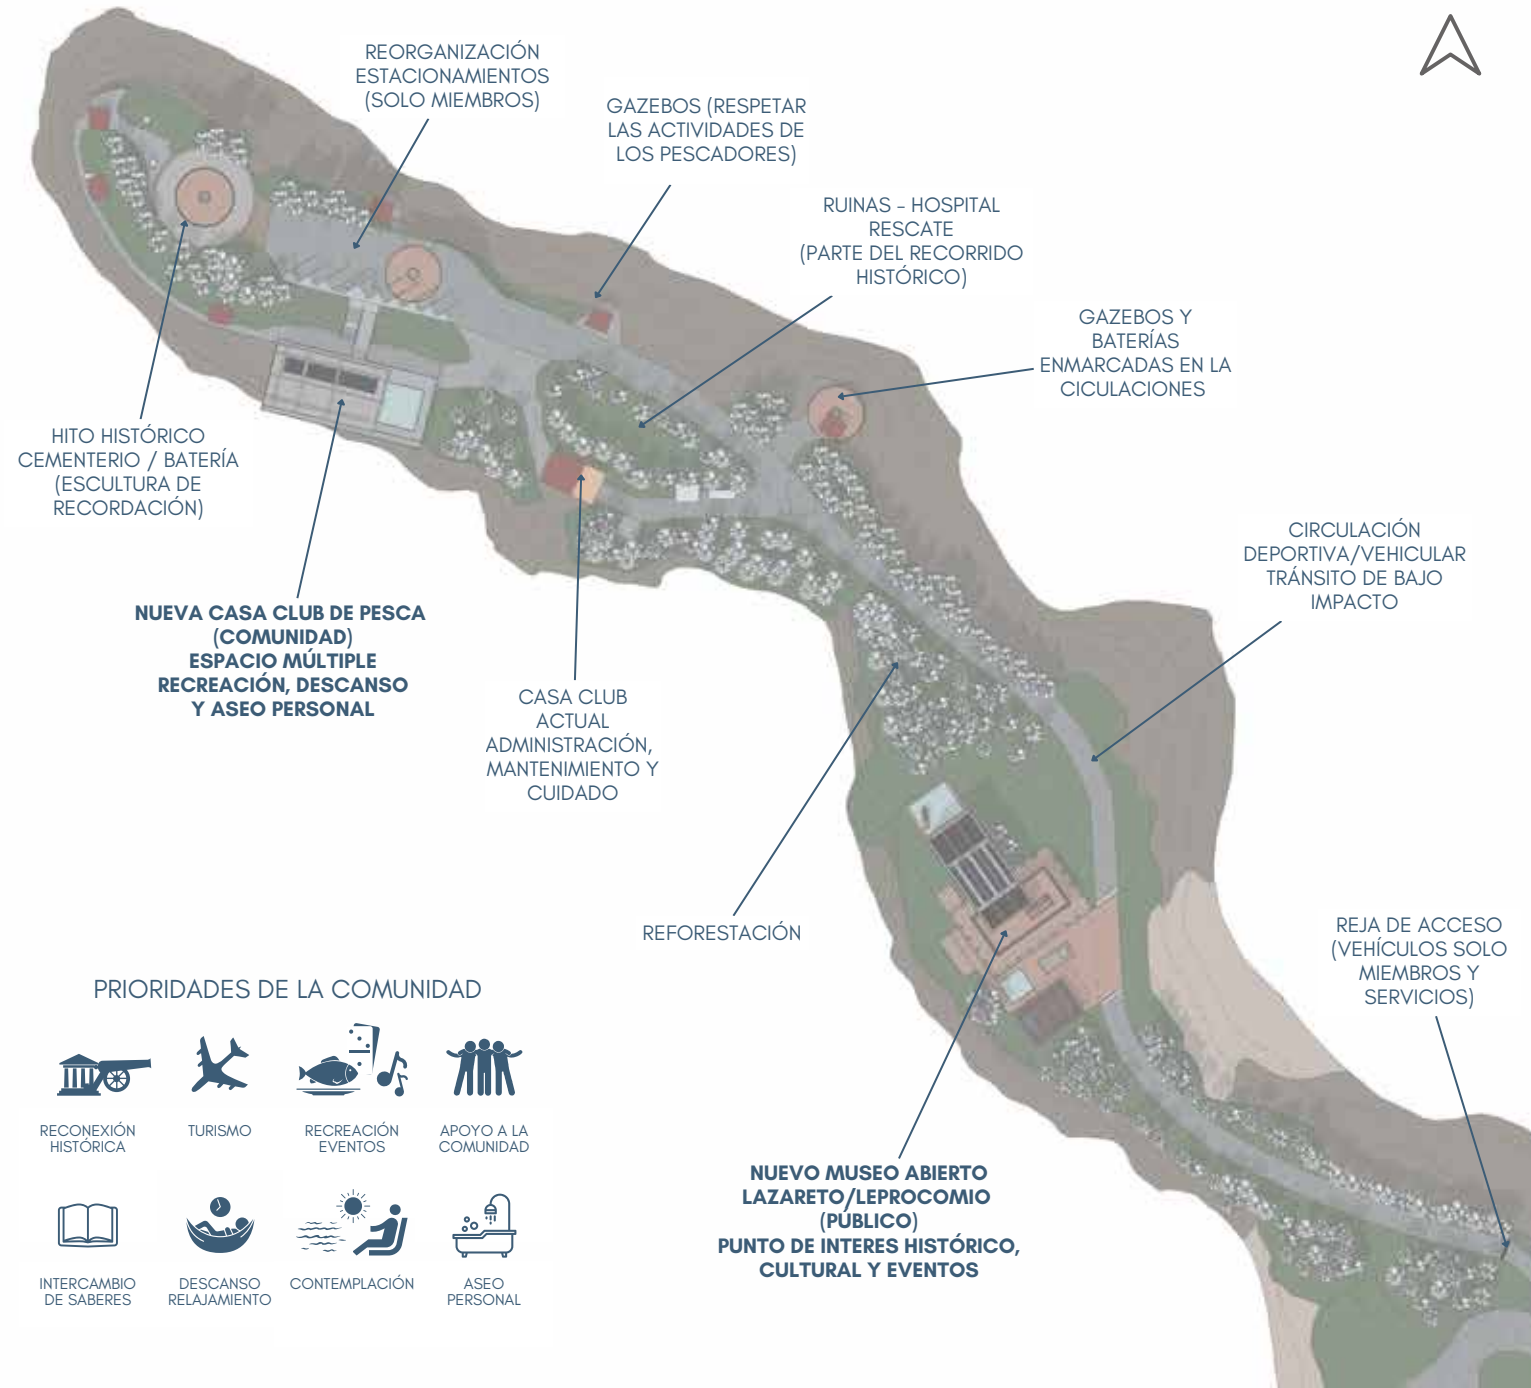 REORGANIZACIÓN
ESTACIONAMIENTOS
(SOLO MIEMBROS)
GAZEBOS (RESPETAR
LAS ACTIVIDADES DE
LOS PESCADORES)
RUINAS - HOSPITAL
RESCATE
(PARTE DEL RECORRIDO
HISTÓRICO)
GAZEBOS Y
BATERÍAS
ENMARCADAS EN LA
CICULACIONES
HITO HISTÓRICO
CEMENTERIO / BATERÍA
(ESCULTURA DE
RECORDACIÓN)
CIRCULACIÓN
DEPORTIVA/VEHICULAR
TRÁNSITO DE BAJO
IMPACTO
NUEVA CASA CLUB DE PESCA
(COMUNIDAD)
ESPACIO MÚLTIPLE
RECREACIÓN, DESCANSO
Y ASEO PERSONAL
CASA CLUB
ACTUAL
ADMINISTRACIÓN,
MANTENIMIENTO Y
CUIDADO
REFORESTACIÓN
REJA DE ACCESO
(VEHÍCULOS SOLO
MIEMBROS Y
SERVICIOS)
PRIORIDADES DE LA COMUNIDAD
RECONEXIÓN
HISTÓRICA
TURISMO
RECREACIÓN
EVENTOS
APOYO A LA
COMUNIDAD
INTERCAMBIO
DE SABERES
DESCANSO
RELAJAMIENTO
CONTEMPLACIÓN
ASEO
PERSONAL
NUEVO MUSEO ABIERTO
LAZARETO/LEPROCOMIO
(PÚBLICO)
PUNTO DE INTERES HISTÓRICO,
CULTURAL Y EVENTOS